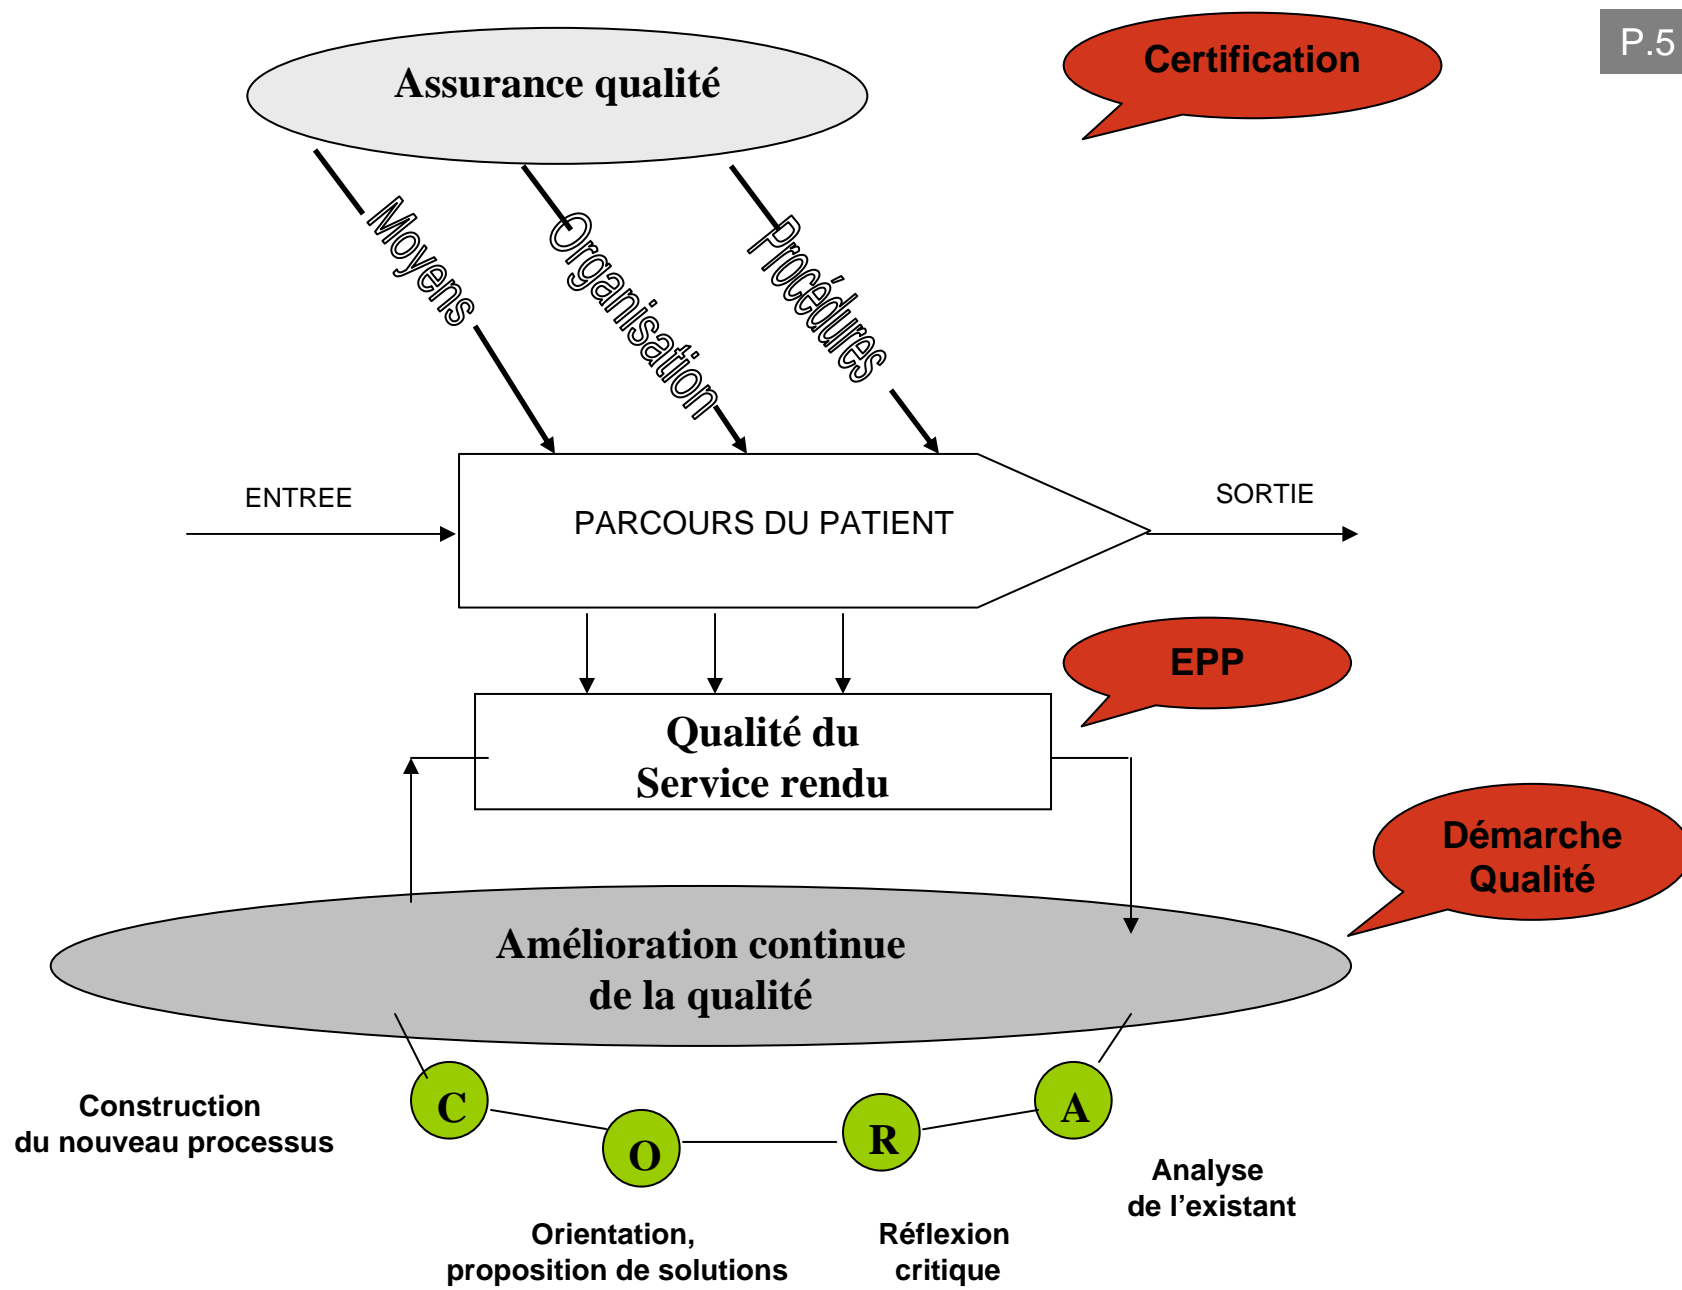 P.5
Certification
Assurance qualité
Moyens
Organisation
Procédures
ENTREE
PARCOURS DU PATIENT
SORTIE
EPP
Qualité du
Service rendu
Démarche
Qualité
Amélioration continue
de la qualité
C
O
R
A
Construction
du nouveau processus
Orientation,
proposition de solutions
Réflexion
critique
Analyse
de l'existant